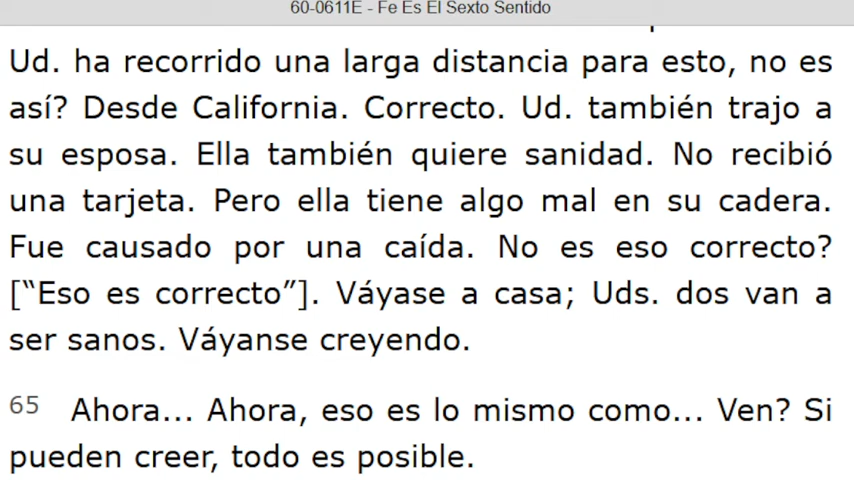 60-0611E - Fe Es El Sexto Sentido
Ud. ha recorrido una larga distancia para esto, no es
así? Desde California. Correcto. Ud. también trajo a
su esposa. Ella también quiere sanidad. No recibió
una tarjeta. Pero ella tiene algo mal en su cadera.
Fue causado por una caída. No es eso correcto?
[“Eso es correcto”]. Váyase a casa; Uds. dos van a
ser sanos. Váyanse creyendo.
65 Ahora... Ahora, eso es lo mismo como... Ven? Si
pueden creer, todo es posible.